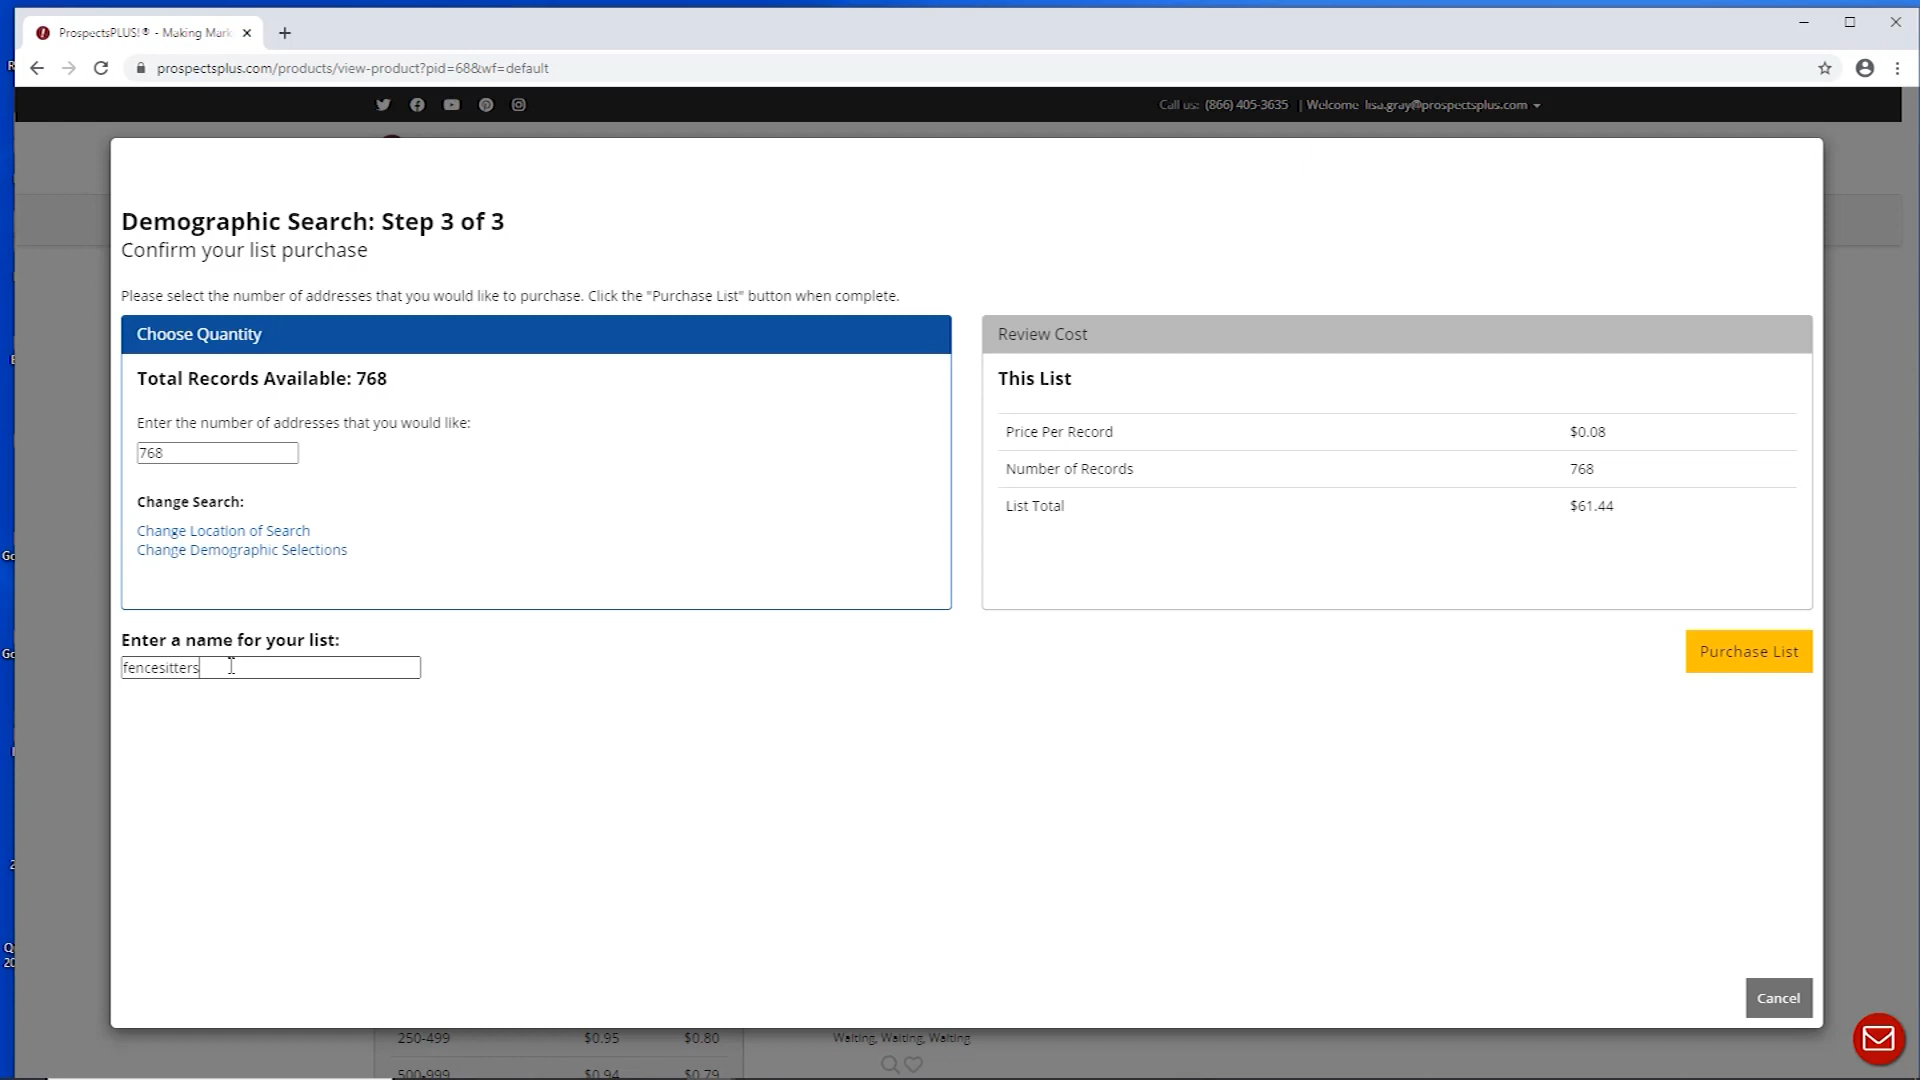 ProspectsPLUS!® - Making Mark
prospectsplus.com/products/view-product?pid=68&wf=default
Call us: (866) 405-3635 | Welcome lisa.gray@prospectsplus.com
Demographic Search: Step 3 of 3
Confirm your list purchase
Please select the number of addresses that you would like to purchase. Click the "Purchase List" button when complete.
Choose Quantity
Total Records Available: 768
Enter the number of addresses that you would like:
768
Change Search:
Change Location of Search
Change Demographic Selections
Review Cost
This List
Price Per Record $0.08
Number of Records 768
List Total $61.44
Enter a name for your list:
fencesitters
Purchase List
Cancel
250-499 $0.95 $0.80
Waiting, Waiting, Waiting
500-999 $0.94 $0.79